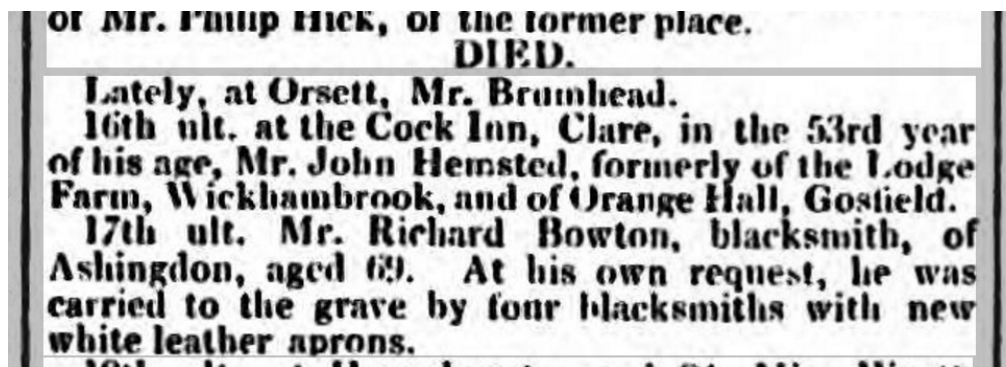 of Mr. Philip Hick, of the former place.
DIED.
Lately, at Orsett, Mr. Brumhead.
16th ult. at the Cock Inn, Clare, in the 53rd year
of his age, Mr. John Hemsted, formerly of the Lodge
Farm, Wickhambrook, and of Orange Hall, Gosfield.
17th ult. Mr. Richard Bowton, blacksmith, of
Ashingdon, aged 69. At his own request, he was
carried to the grave by four blacksmiths with new
white leather aprons.